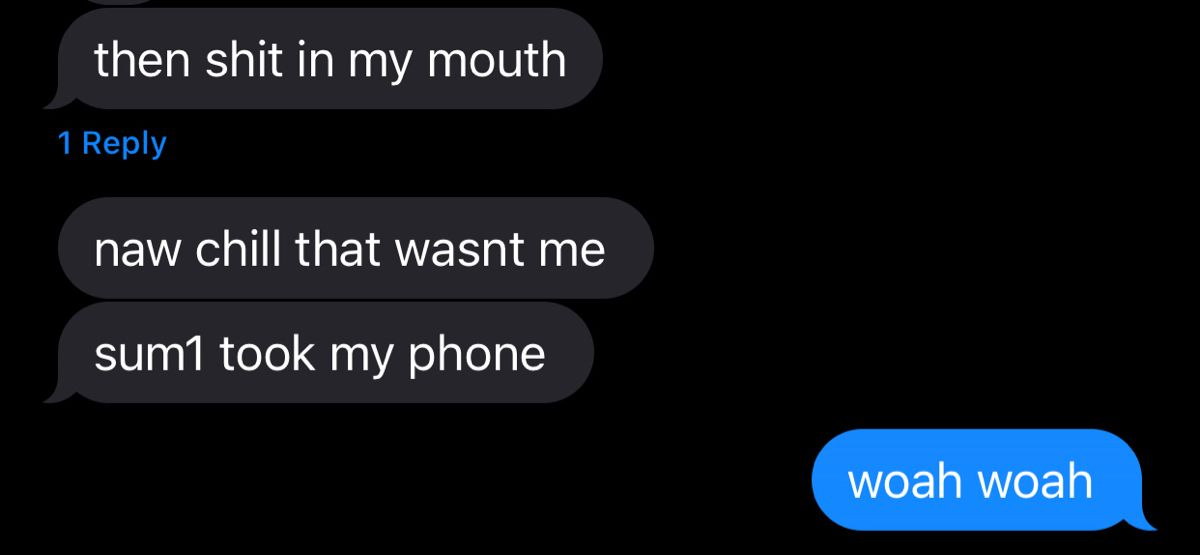 then shit in my mouth
1 Reply
naw chill that wasnt me
sum1 took my phone
woah woah